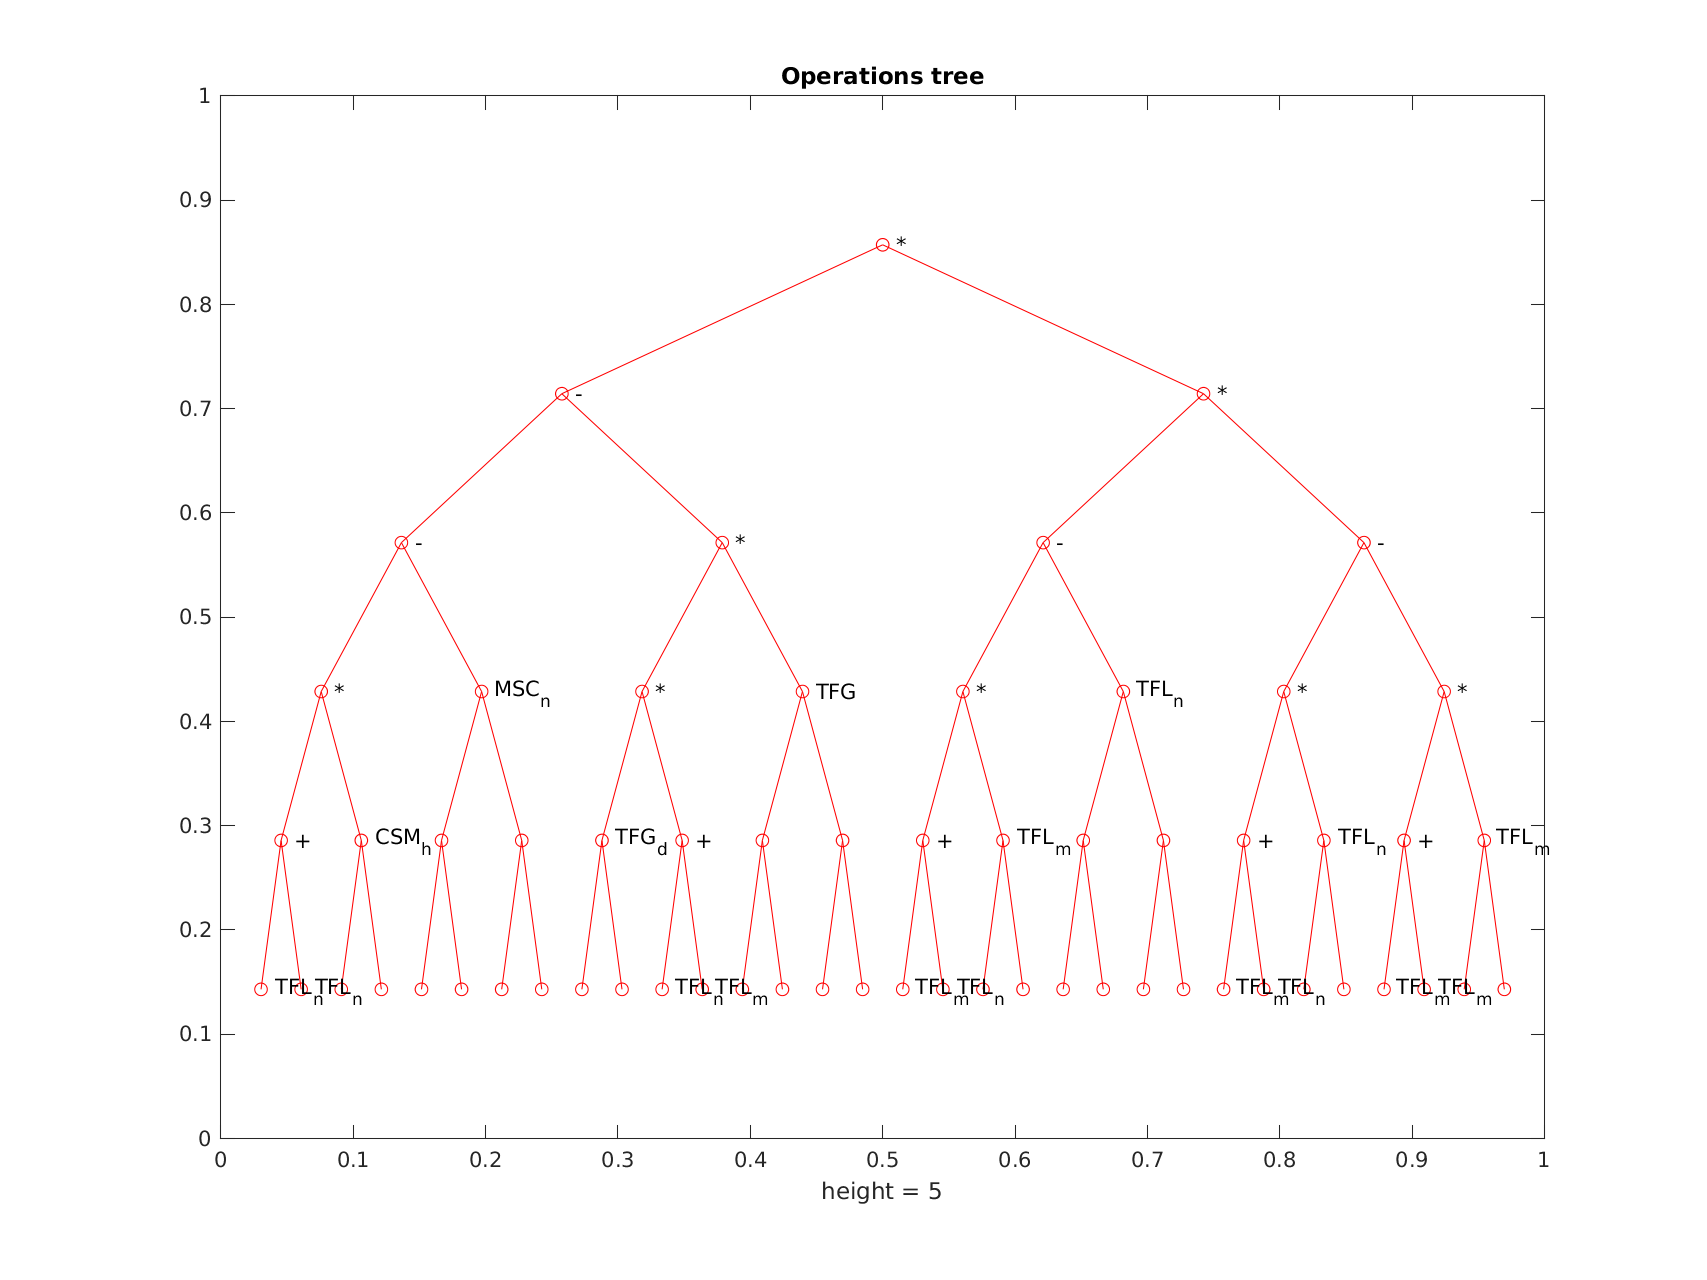 Operations tree
1
0.9
*
0.8
- *
0.7
0.6
- * - -
0.5
* MSCn * TFG * TFLn * *
0.4
0.3
+ CSMh TFGd + + TFLm + TFLn + TFLm
0.2
TFLn TFLn TFLn TFLm TFLm TFLn TFLm TFLn TFLm TFLm
0.1
0
0 0.1 0.2 0.3 0.4 0.5 0.6 0.7 0.8 0.9 1
height = 5